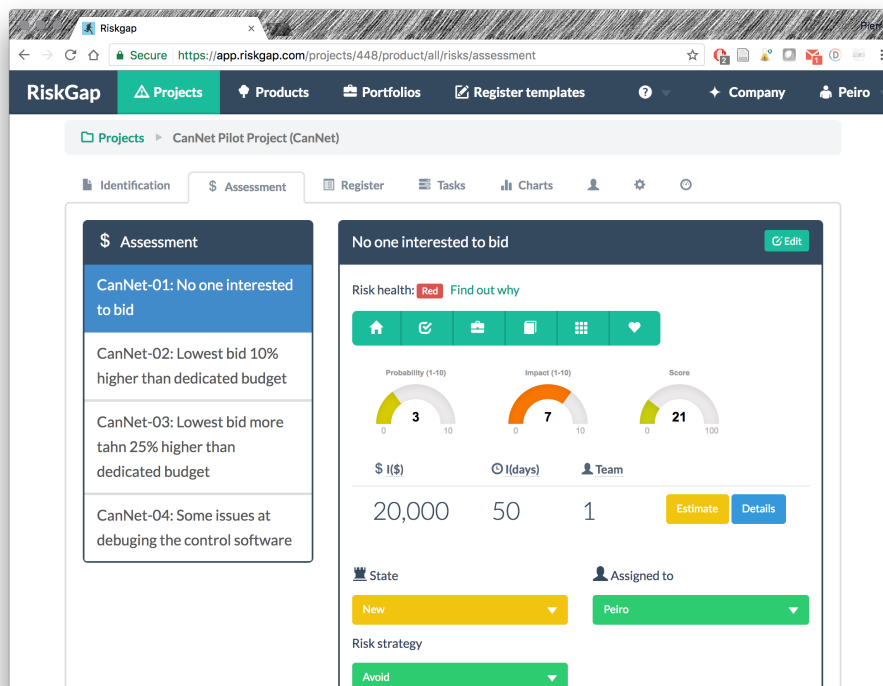 Riskgap
Secure https://app.riskgap.com/projects/448/product/all/risks/assessment
2
1
D
RiskGap
Projects
Products
Portfolios
Register templates
?
Company
Peiro
Projects
CanNet Pilot Project (CanNet)
Identification
$ Assessment
Register
Tasks
Charts
$ Assessment
CanNet-01: No one interested
to bid
CanNet-02: Lowest bid 10%
higher than dedicated budget
CanNet-03: Lowest bid more
tahn 25% higher than
dedicated budget
CanNet-04: Some issues at
debuging the control software
No one interested to bid
Edit
Risk health: Red Find out why
Probability (1-10)
Impact (1-10)
Score
3
7
21
0 10
0 10
0 100
$ I($)
I(days)
Team
20,000
50
1
Estimate
Details
State
Assigned to
New
Peiro
Risk strategy
Avoid